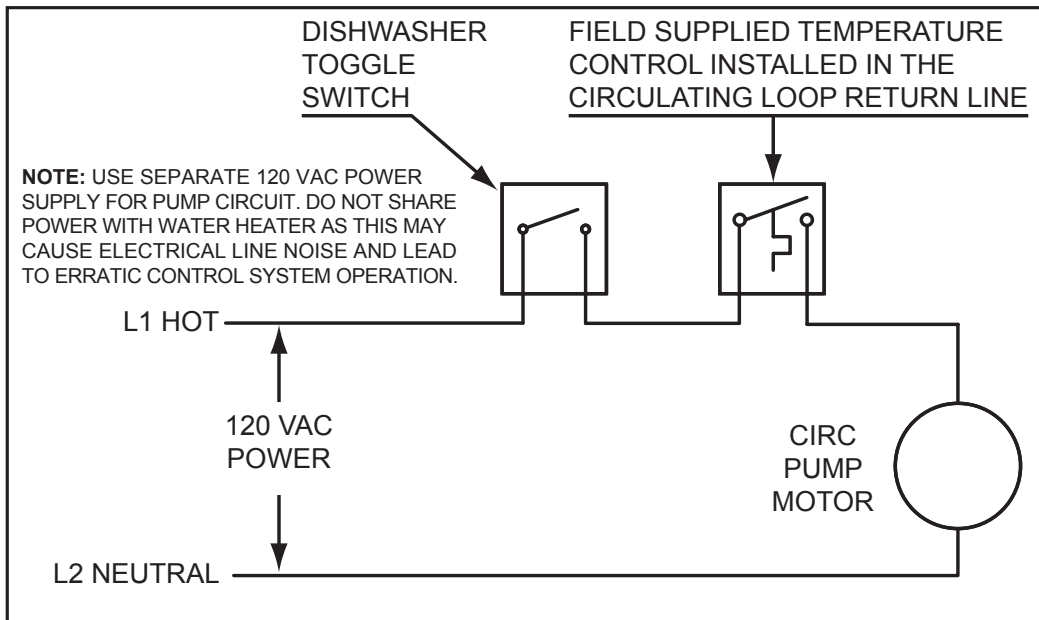 DISHWASHER
TOGGLE
SWITCH
FIELD SUPPLIED TEMPERATURE
CONTROL INSTALLED IN THE
CIRCULATING LOOP RETURN LINE
NOTE: USE SEPARATE 120 VAC POWER
SUPPLY FOR PUMP CIRCUIT. DO NOT SHARE
POWER WITH WATER HEATER AS THIS MAY
CAUSE ELECTRICAL LINE NOISE AND LEAD
TO ERRATIC CONTROL SYSTEM OPERATION.
L1 HOT
120 VAC
POWER
CIRC
PUMP
MOTOR
L2 NEUTRAL